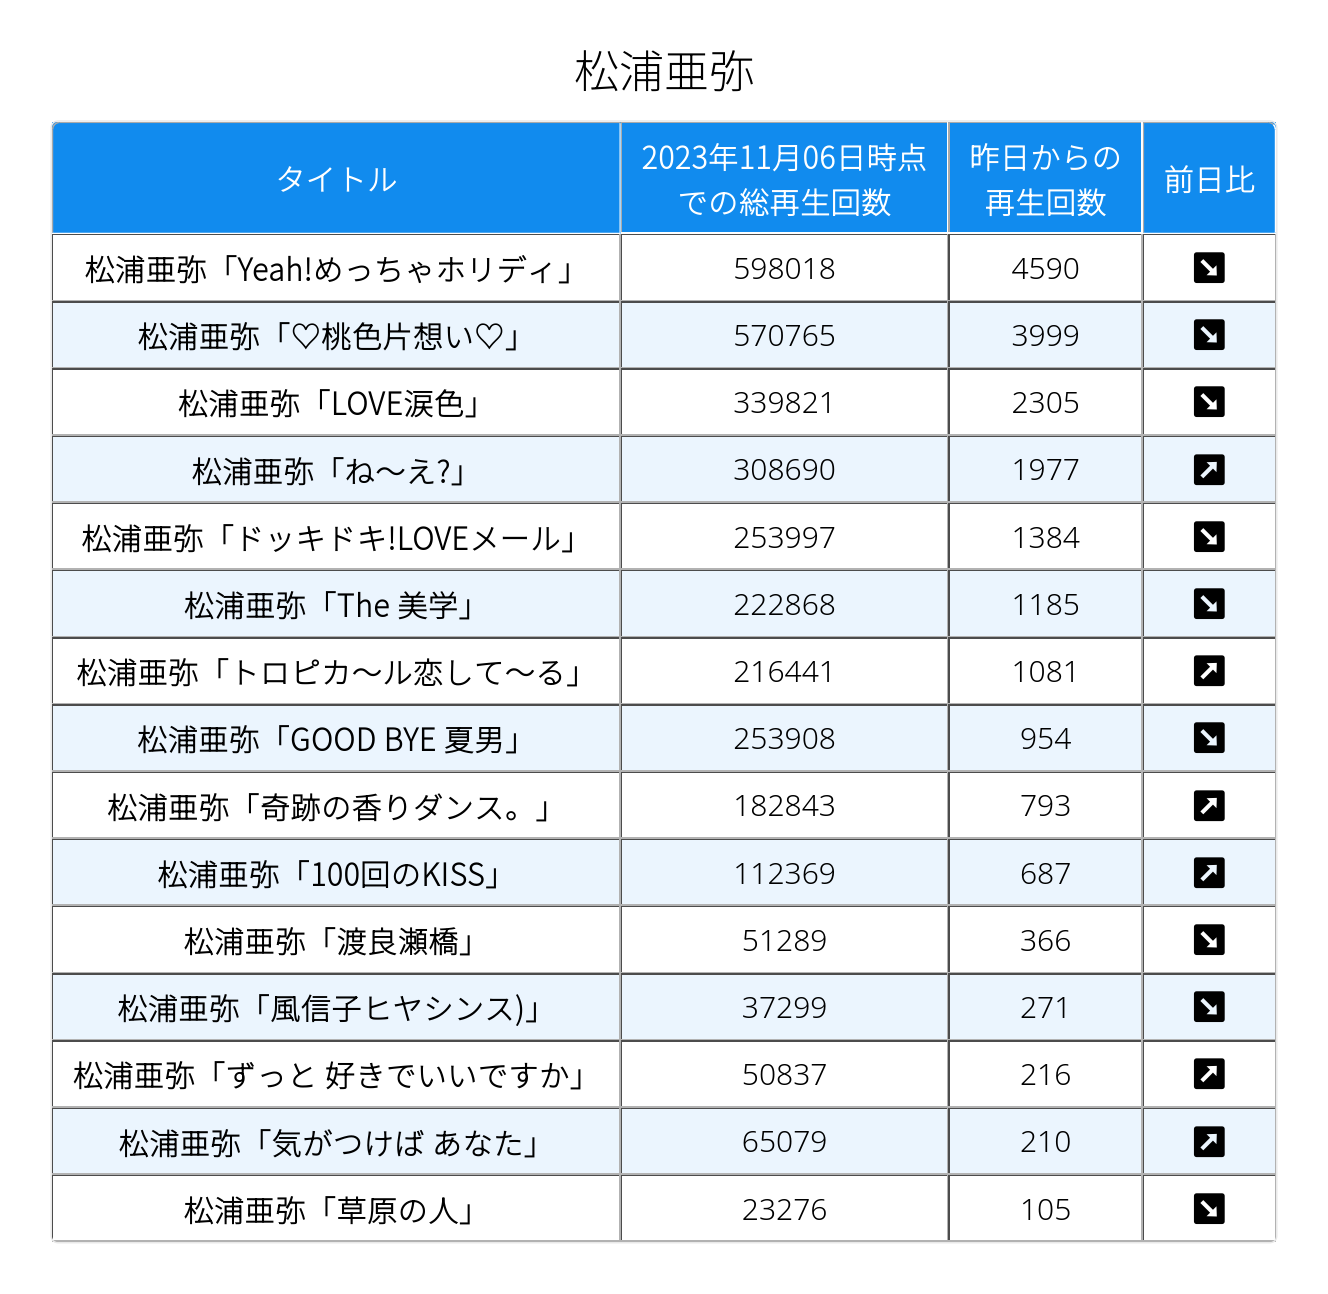 松浦亜弥
タイトル
2023年11月06日時点
での総再生回数
昨日からの
再生回数
前日比
松浦亜弥「Yeah!めっちゃホリディ」 598018 4590 ↘
松浦亜弥「♡桃色片想い♡」 570765 3999 ↘
松浦亜弥「LOVE涙色」 339821 2305 ↘
松浦亜弥「ね～え?」 308690 1977 ↗
松浦亜弥「ドッキドキ!LOVEメール」 253997 1384 ↘
松浦亜弥「The 美学」 222868 1185 ↘
松浦亜弥「トロピカ～ル恋して～る」 216441 1081 ↗
松浦亜弥「GOOD BYE 夏男」 253908 954 ↘
松浦亜弥「奇跡の香りダンス。」 182843 793 ↗
松浦亜弥「100回のKISS」 112369 687 ↗
松浦亜弥「渡良瀬橋」 51289 366 ↘
松浦亜弥「風信子ヒヤシンス)」 37299 271 ↘
松浦亜弥「ずっと 好きでいいですか」 50837 216 ↗
松浦亜弥「気がつけば あなた」 65079 210 ↗
松浦亜弥「草原の人」 23276 105 ↘